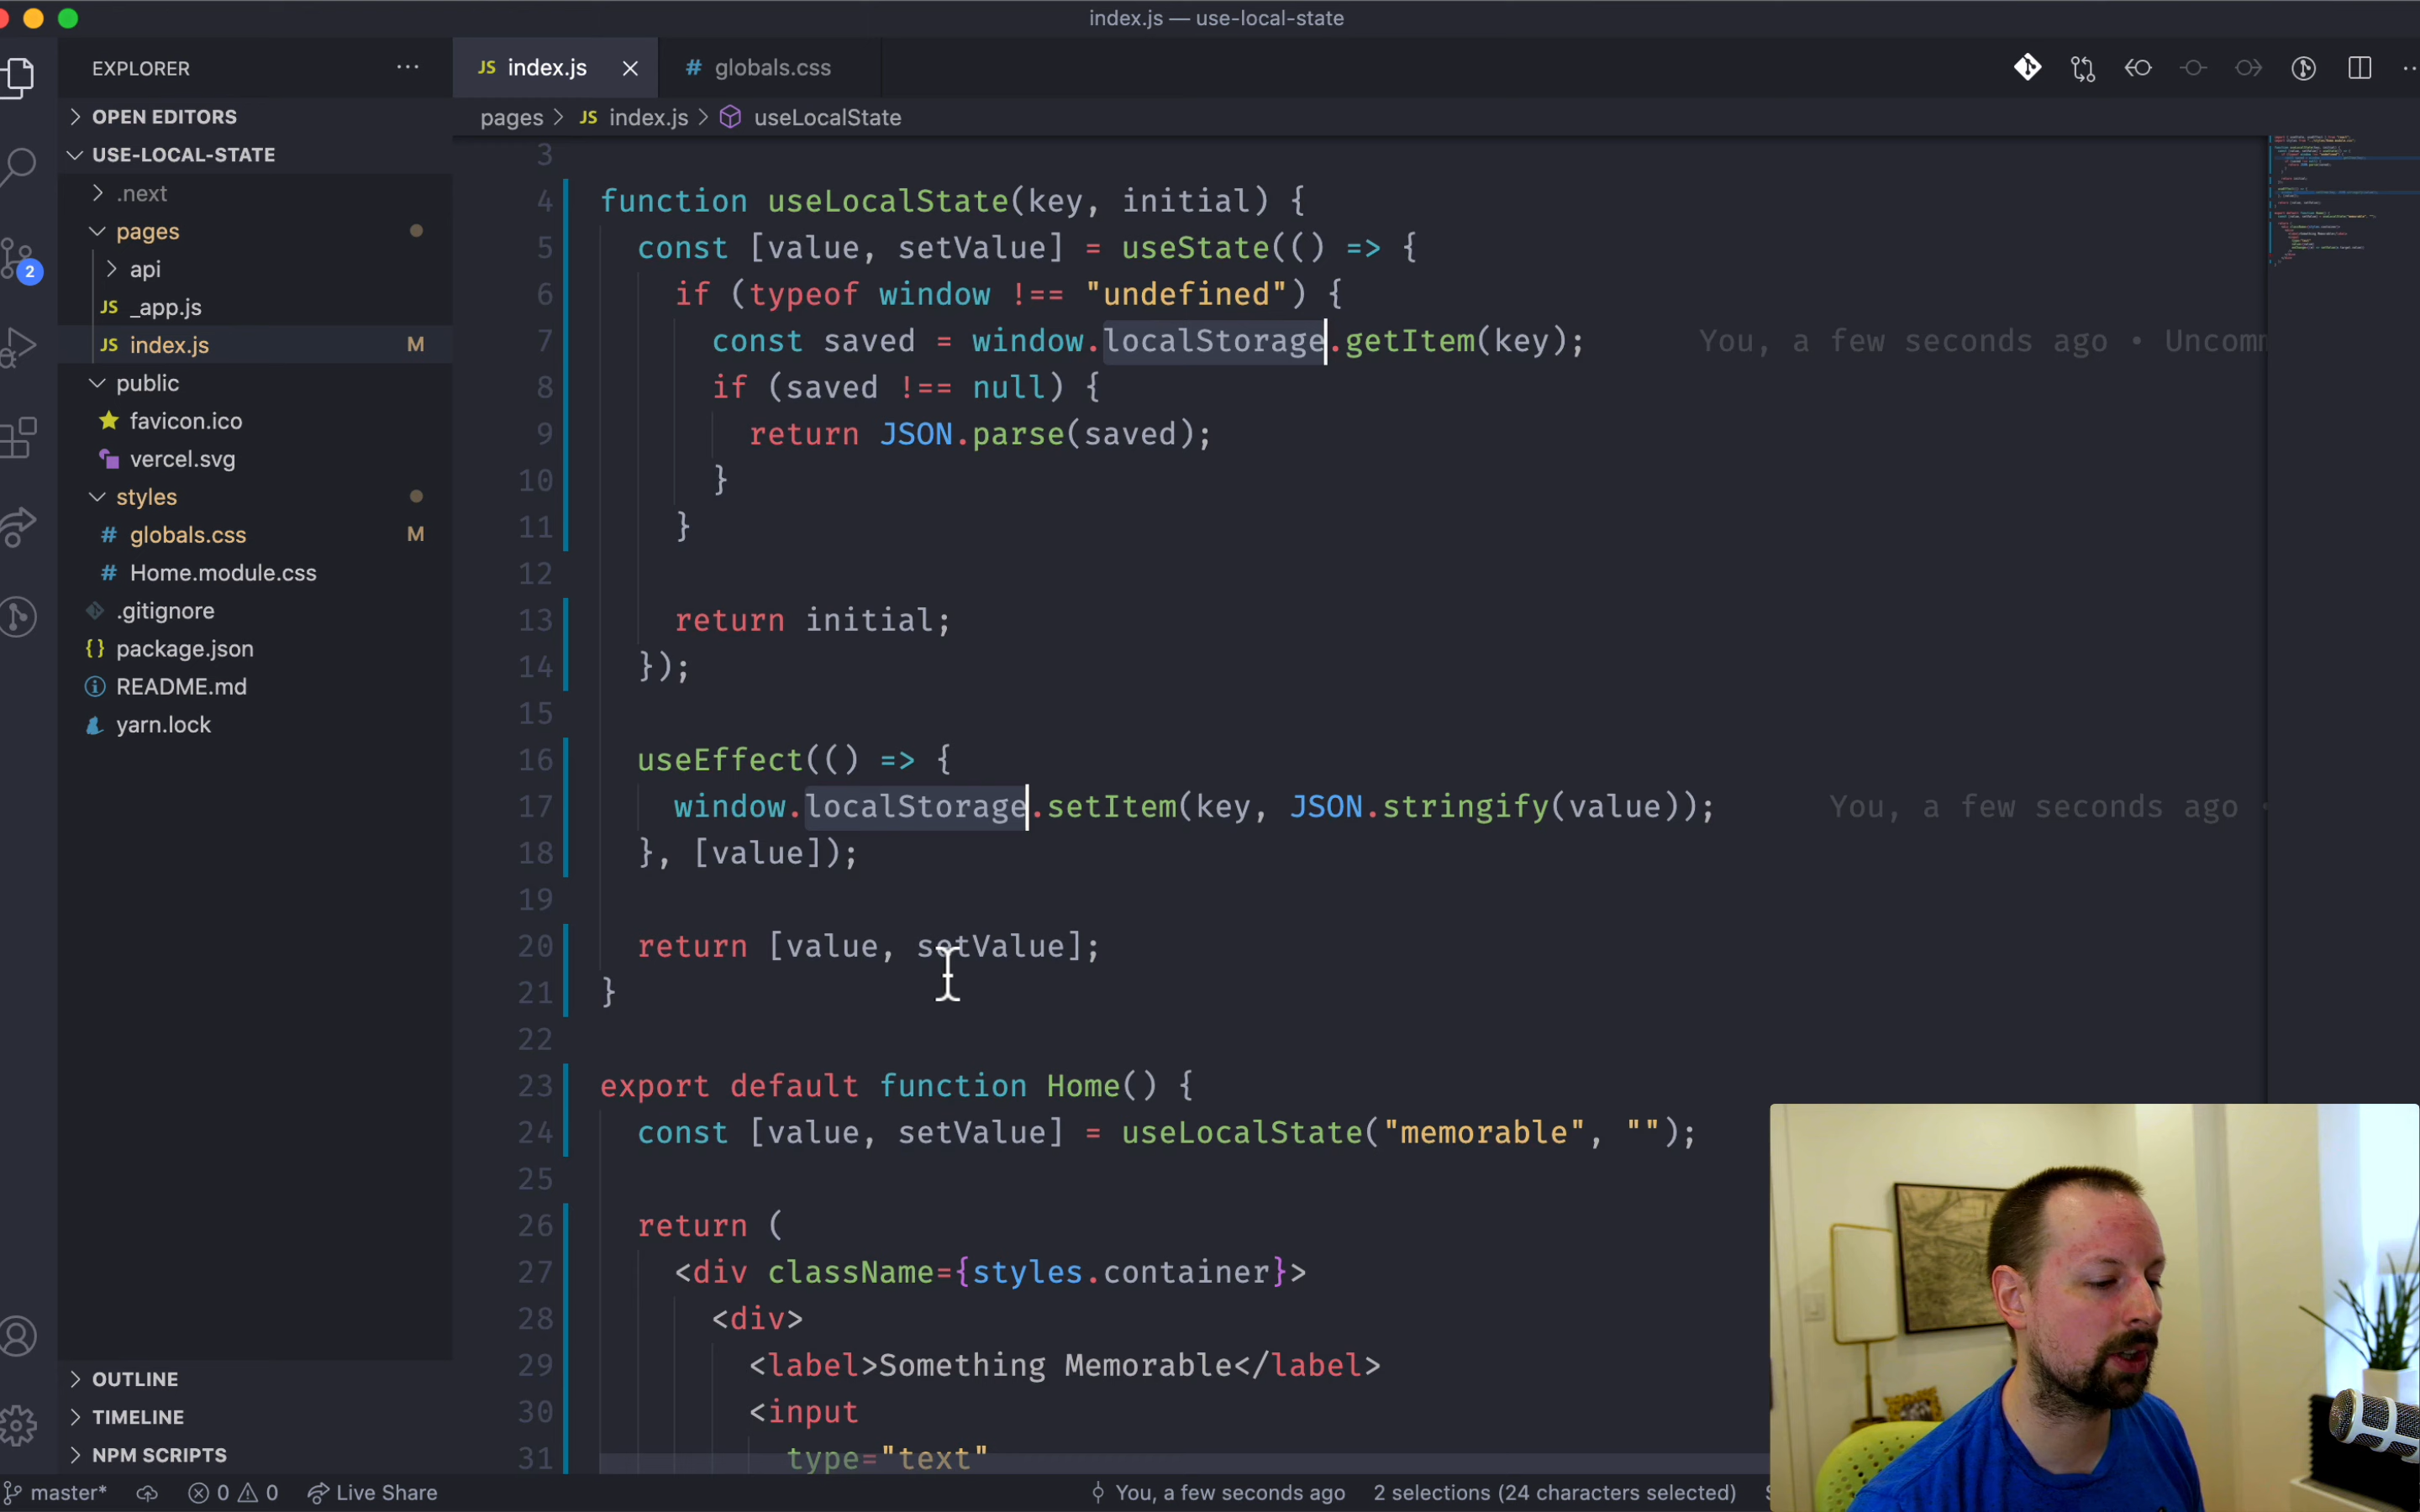 index.js — use-local-state
EXPLORER
OPEN EDITORS
USE-LOCAL-STATE
.next
pages
api
JS _app.js
JS index.js M
public
favicon.ico
vercel.svg
styles
# globals.css M
# Home.module.css
.gitignore
{} package.json
README.md
yarn.lock
OUTLINE
TIMELINE
NPM SCRIPTS
2
JS index.js
# globals.css
pages > JS index.js > useLocalState
3
4 function useLocalState(key, initial) {
5 const [value, setValue] = useState(() => {
6 if (typeof window !== "undefined") {
7 const saved = window.localStorage.getItem(key); You, a few seconds ago • Uncomm
8 if (saved !== null) {
9 return JSON.parse(saved);
10 }
11 }
12
13 return initial;
14 });
15
16 useEffect(() => {
17 window.localStorage.setItem(key, JSON.stringify(value)); You, a few seconds ago •
18 }, [value]);
19
20 return [value, setValue];
21 }
22
23 export default function Home() {
24 const [value, setValue] = useLocalState("memorable", "");
25
26 return (
27 <div className={styles.container}>
28 <div>
29 <label>Something Memorable</label>
30 <input
31 type="text"
master* 0 0 Live Share You, a few seconds ago 2 selections (24 characters selected)